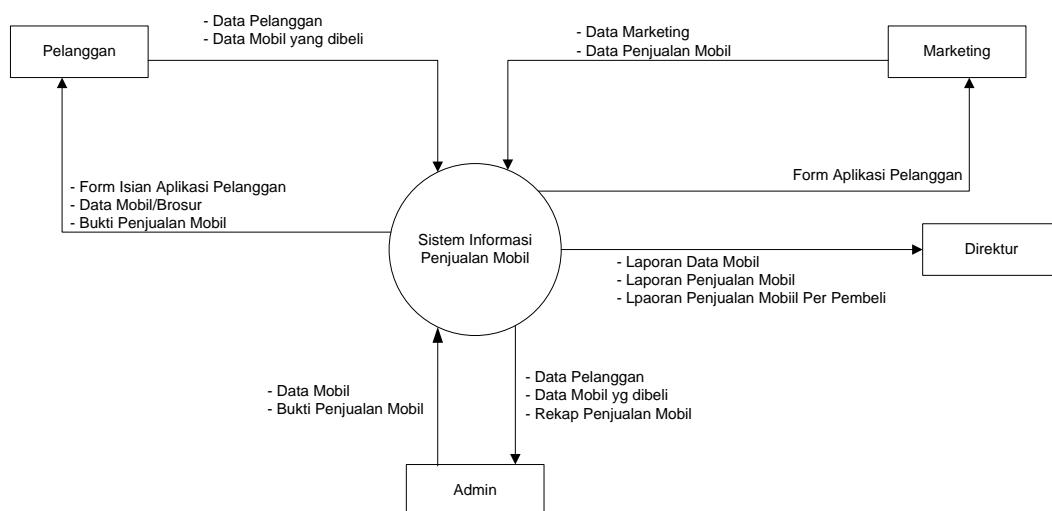 - Data Pelanggan
- Data Mobil yang dibeli
Pelanggan
- Data Marketing
- Data Penjualan Mobil
Marketing
- Form Isian Aplikasi Pelanggan
- Data Mobil/Brosur
- Bukti Penjualan Mobil
Form Aplikasi Pelanggan
Sistem Informasi
Penjualan Mobil
Direktur
- Laporan Data Mobil
- Laporan Penjualan Mobil
- Lpaoran Penjualan Mobiil Per Pembeli
- Data Mobil
- Bukti Penjualan Mobil
- Data Pelanggan
- Data Mobil yg dibeli
- Rekap Penjualan Mobil
Admin